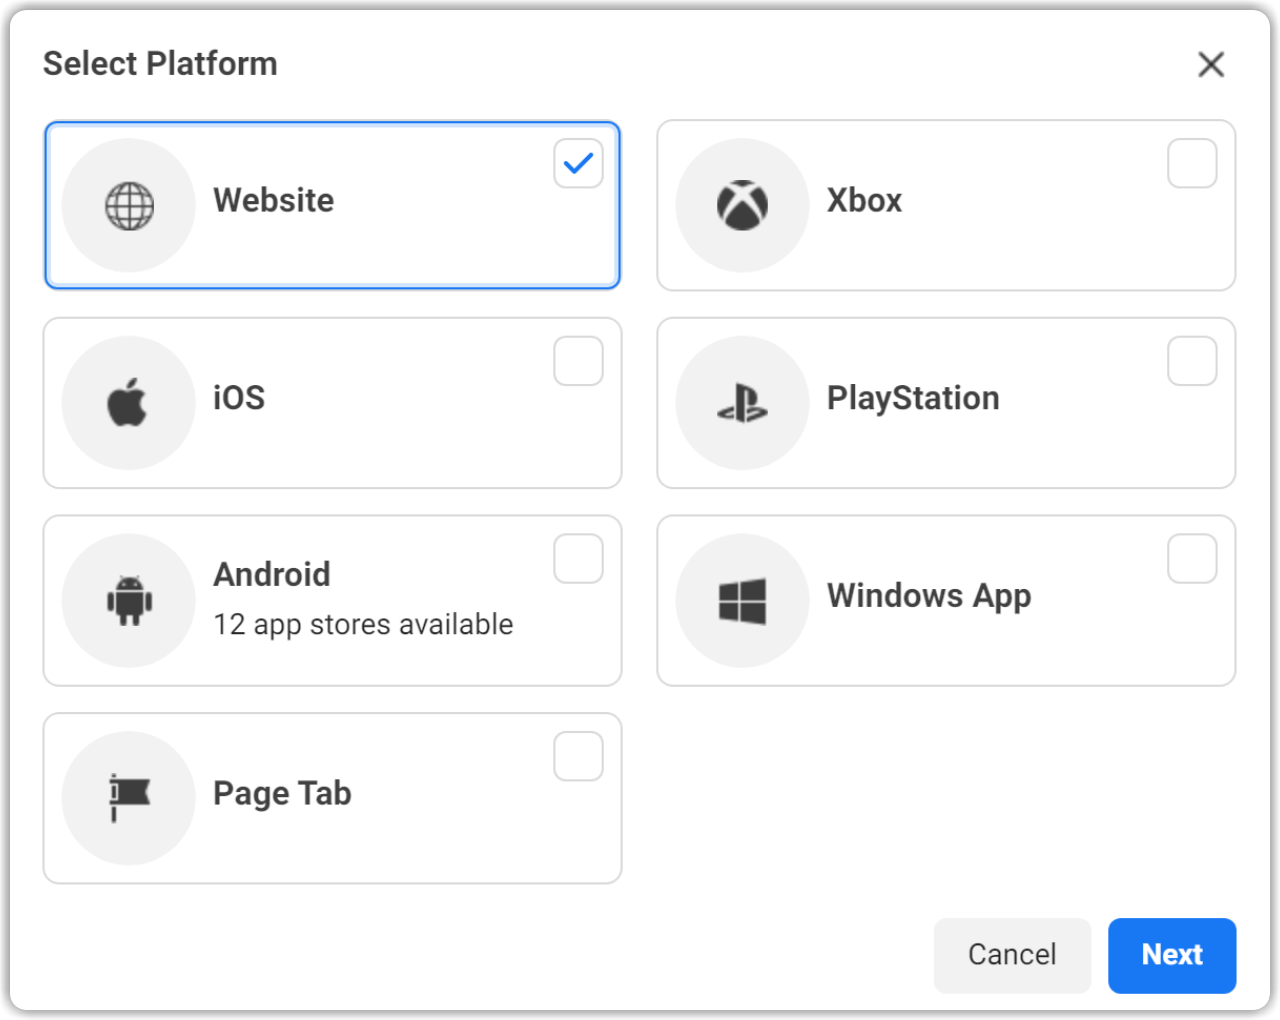 Select Platform
Website
Xbox
iOS
PlayStation
Android
12 app stores available
Windows App
Page Tab
Cancel
Next